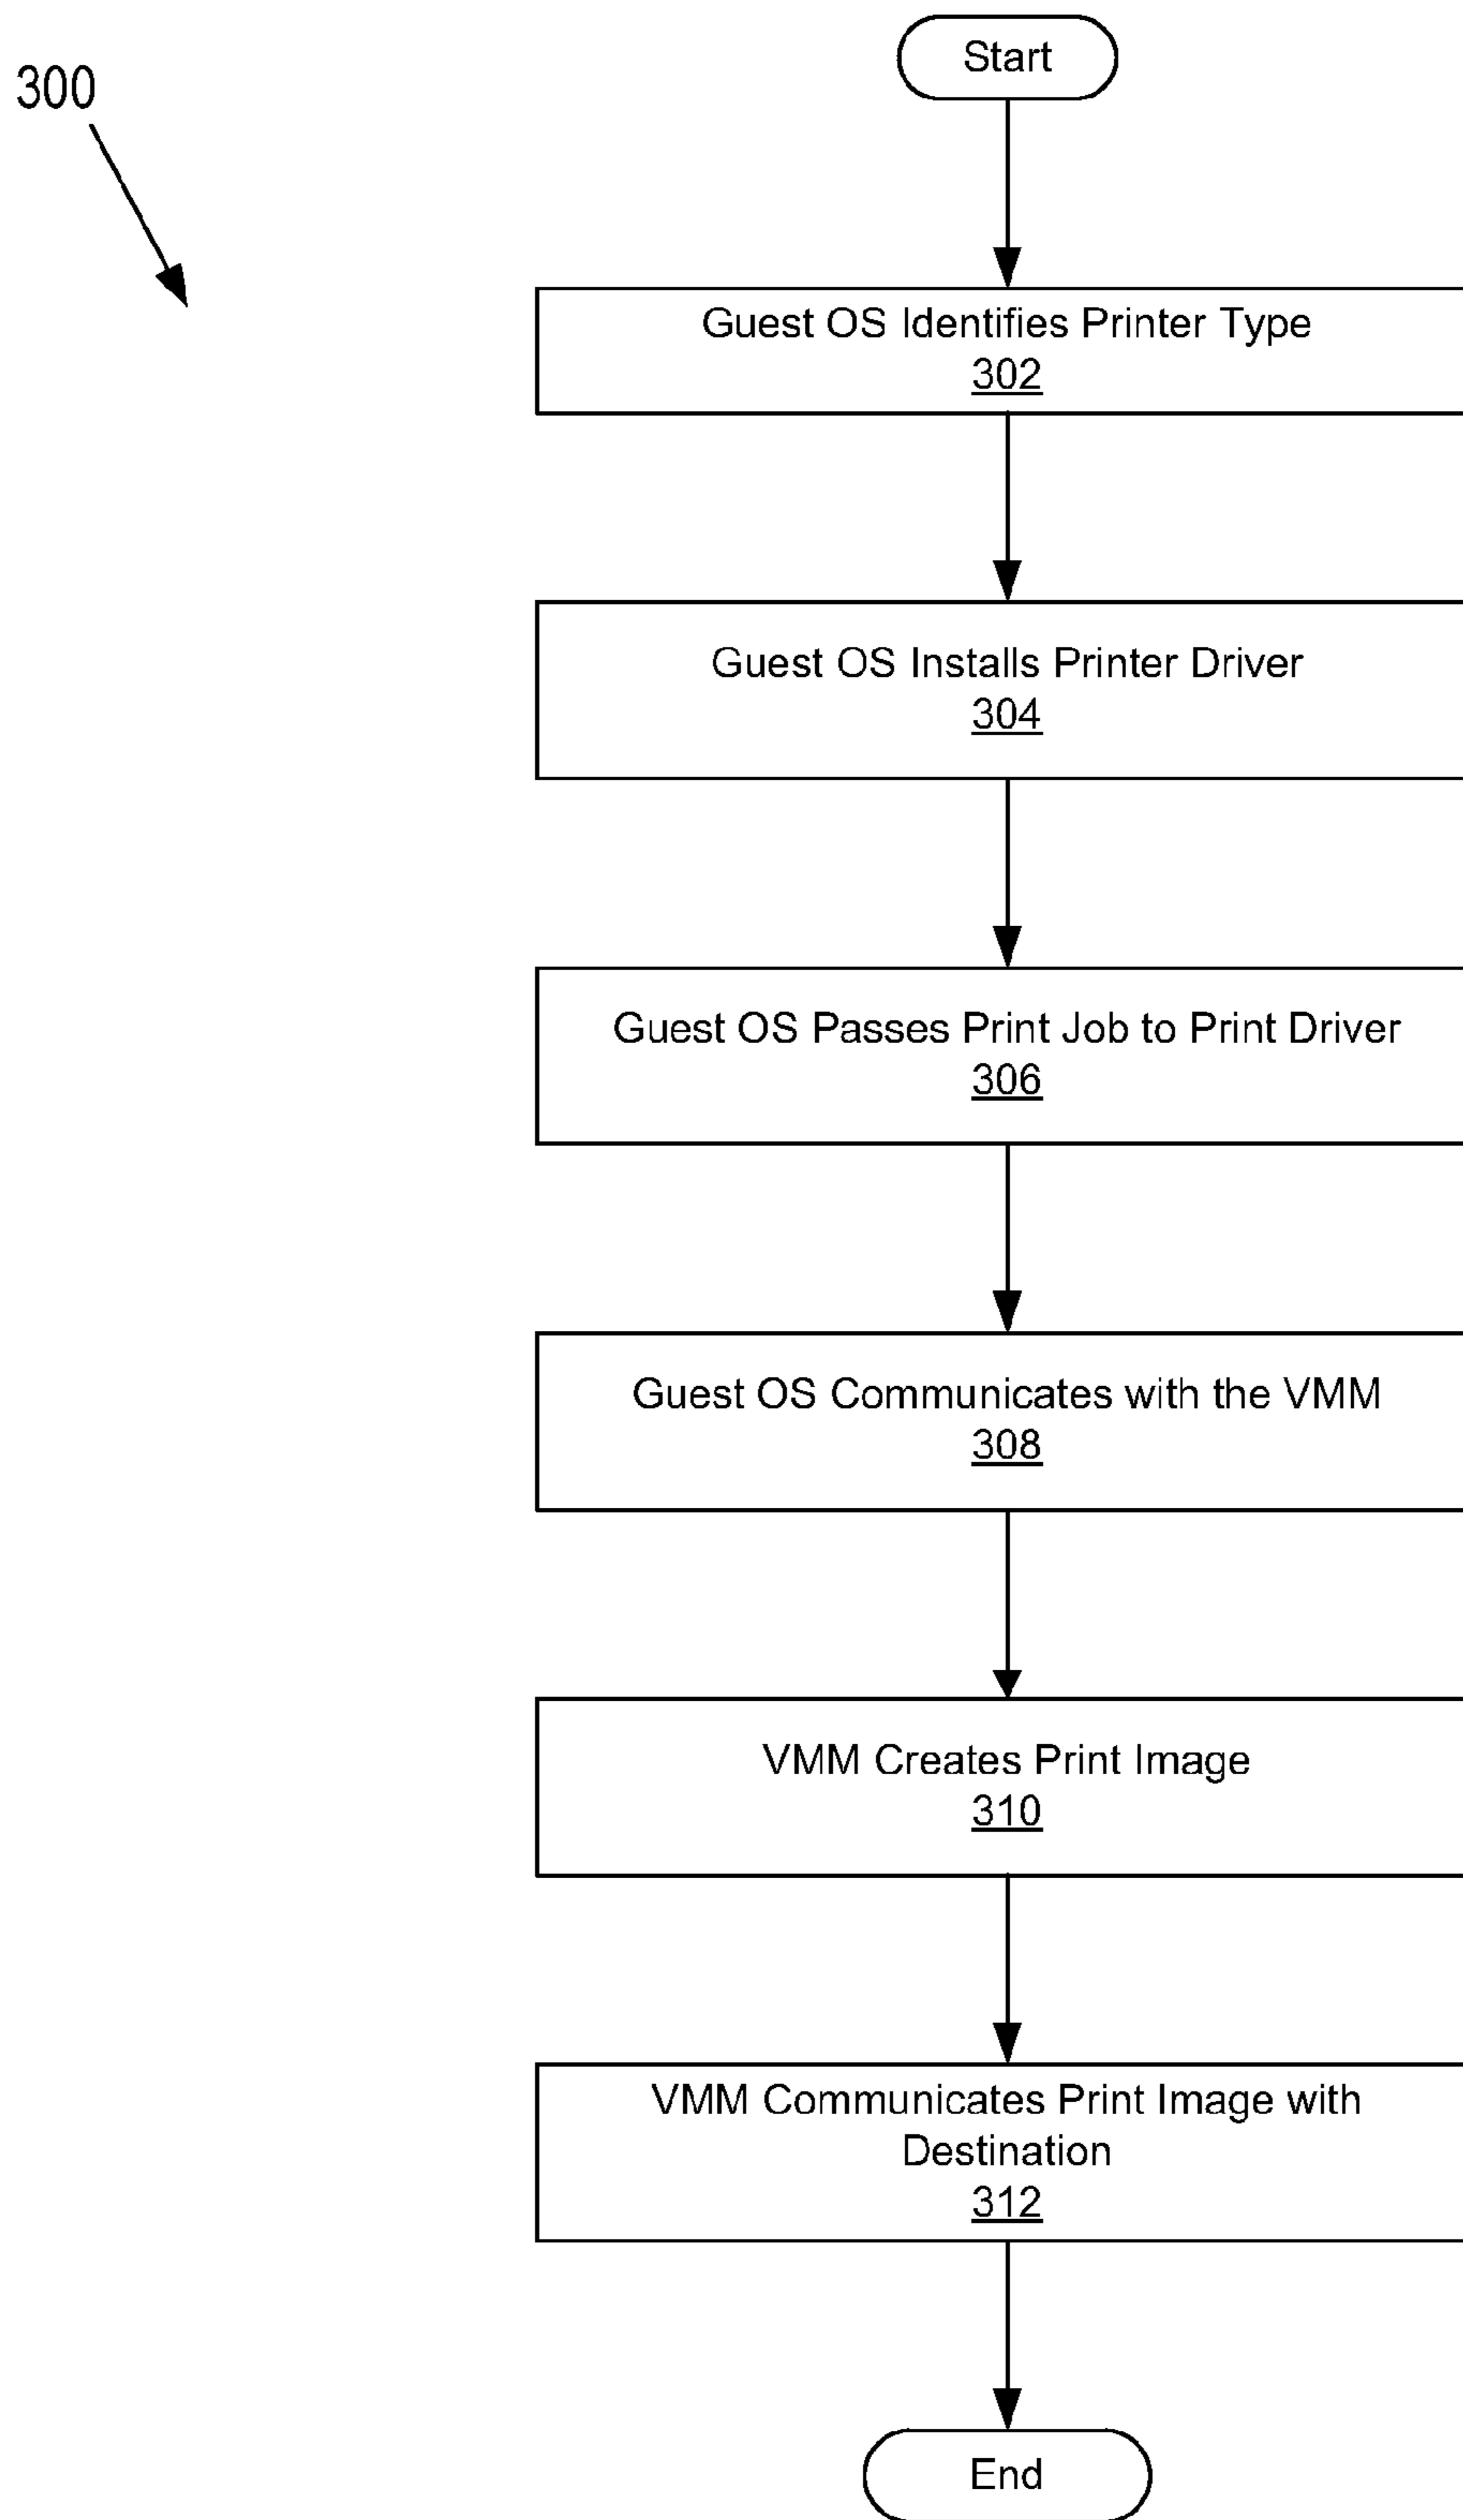 300
Start
Guest OS Identifies Printer Type
302
Guest OS Installs Printer Driver
304
Guest OS Passes Print Job to Print Driver
306
Guest OS Communicates with the VMM
308
VMM Creates Print Image
310
VMM Communicates Print Image with
Destination
312
End